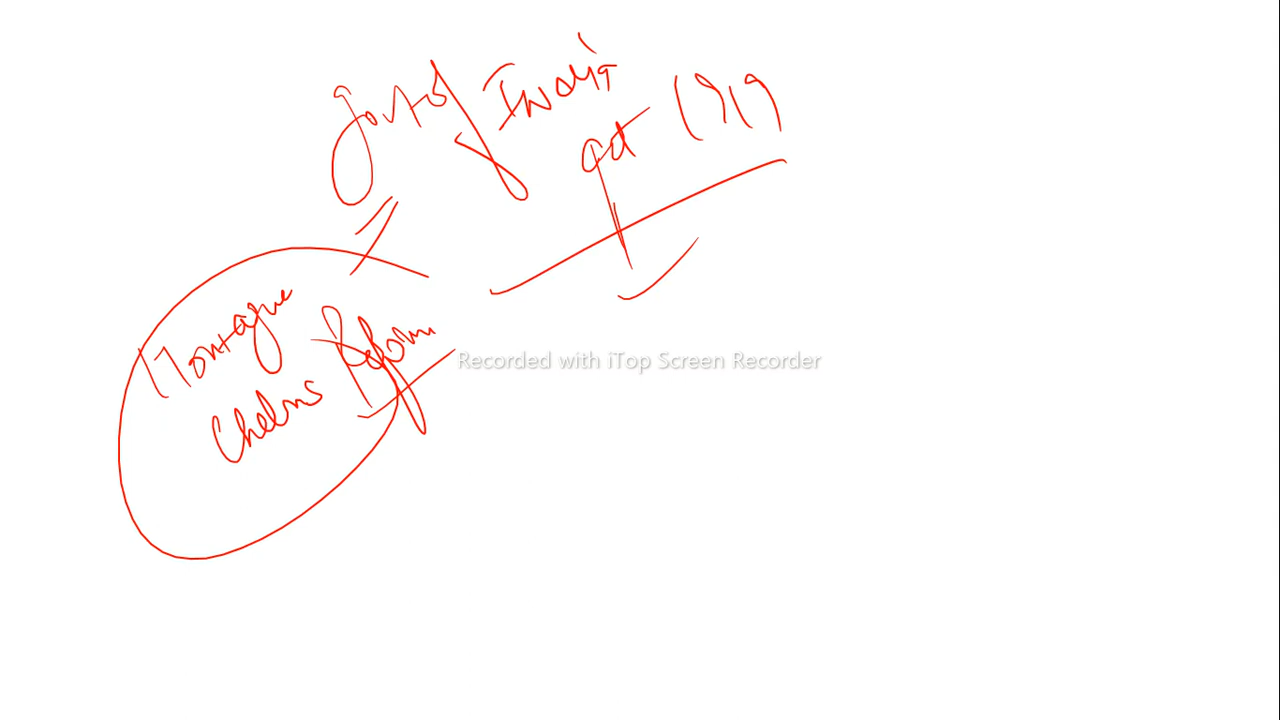 Govt of India
act 1919
Montague
Chelms Reform
Recorded with iTop Screen Recorder